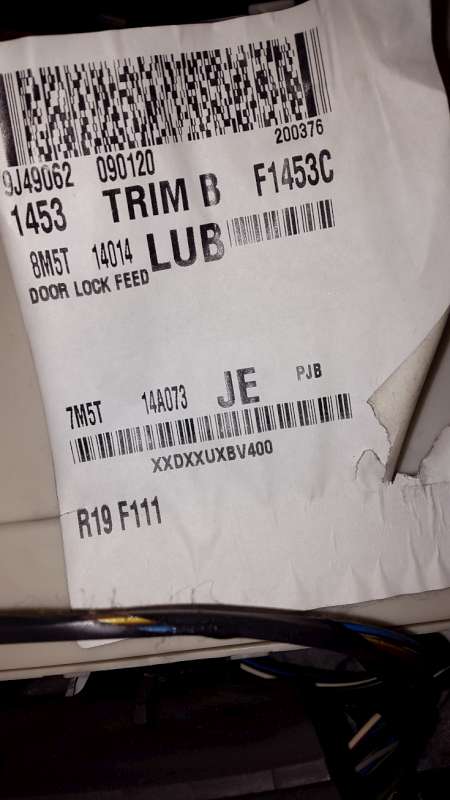 200376
9J49062 090120
1453 TRIM B F1453C
8M5T 14014 LUB
DOOR LOCK FEED
7M5T 14A073 JE PJB
XXDXXUXBV400
R19 F111